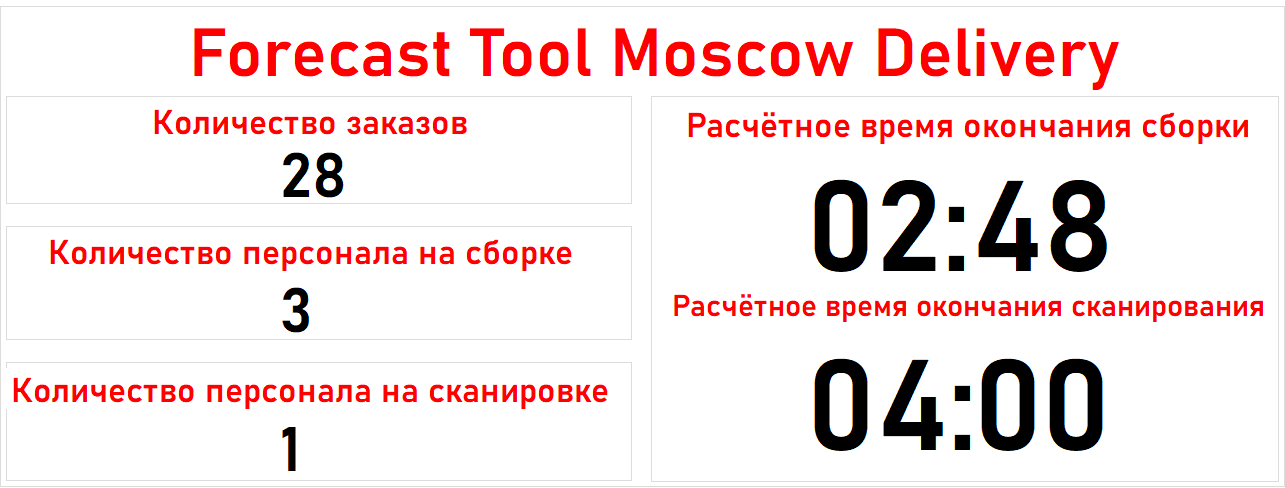 Forecast Tool Moscow Delivery
Количество заказов
28
Количество персонала на сборке
3
Количество персонала на сканировке
1
Расчётное время окончания сборки
02:48
Расчётное время окончания сканирования
04:00